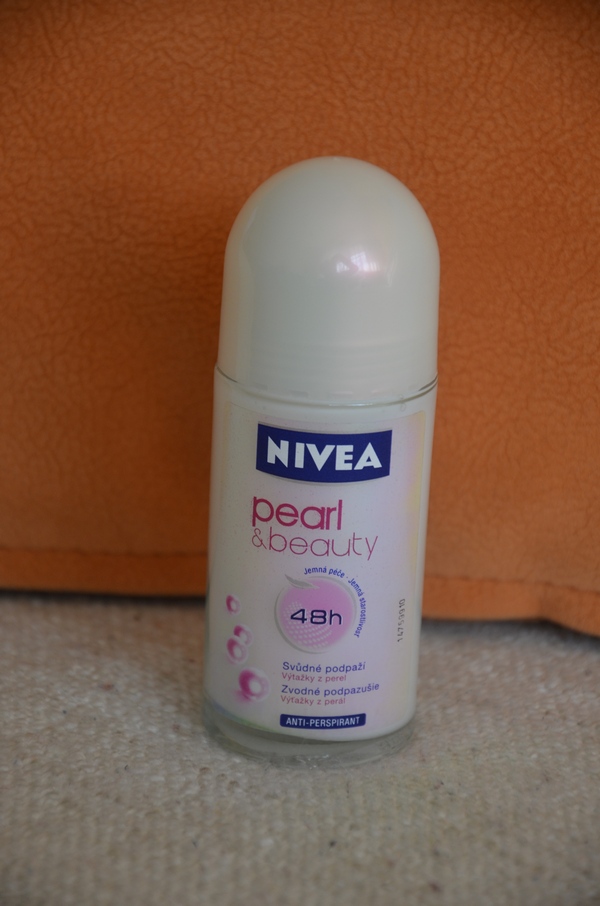 NIVEA
pearl
&beauty
Jemná péče · Jemná starostlivosť
48h
Svůdné podpaží
Výtažky z perel
Zvodné podpazušie
Výťažky z perál
ANTI-PERSPIRANT